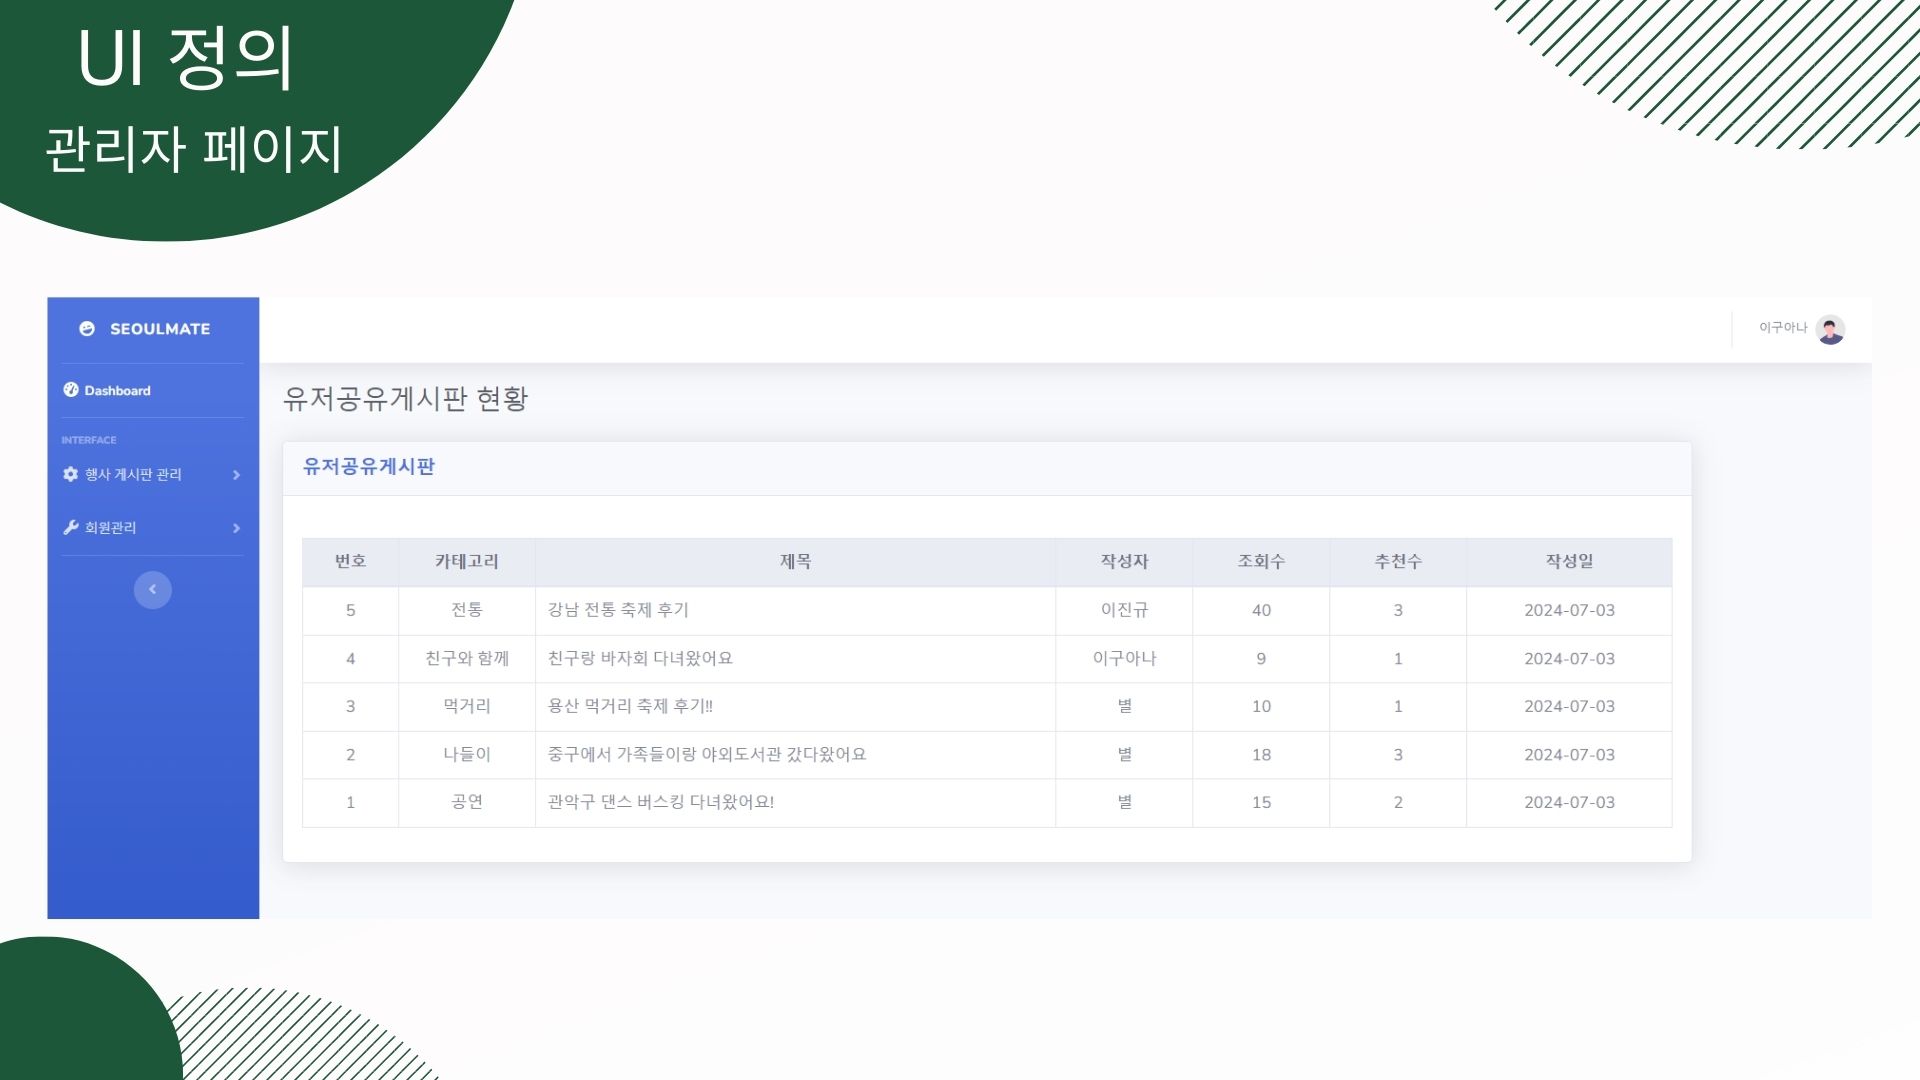 UI 정의
관리자 페이지
SEOULMATE
이구아나
Dashboard
INTERFACE
행사 게시판 관리
회원관리
유저공유게시판 현황
유저공유게시판
번호 카테고리 제목 작성자 조회수 추천수 작성일
5 전통 강남 전통 축제 후기 이진규 40 3 2024-07-03
4 친구와 함께 친구랑 바자회 다녀왔어요 이구아나 9 1 2024-07-03
3 먹거리 용산 먹거리 축제 후기!! 별 10 1 2024-07-03
2 나들이 중구에서 가족들이랑 야외도서관 갔다왔어요 별 18 3 2024-07-03
1 공연 관악구 댄스 버스킹 다녀왔어요! 별 15 2 2024-07-03